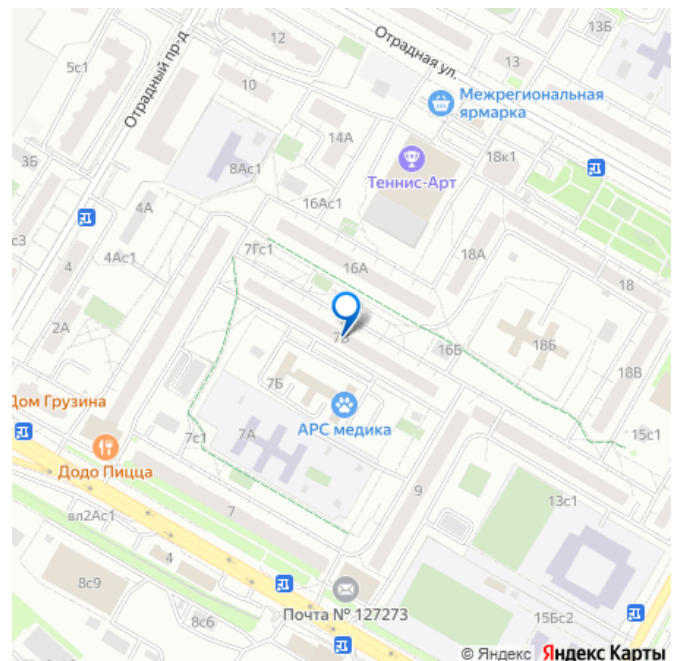 13Б
12
Отрадная ул.
5с1
Отрадный пр-д
13
10
Межрегиональная
ярмарка
14А
18к1
3Б
8Ас1
Теннис-Арт
4А
16Ас1
с3
4Ас1
7Гс1
18А
4
16А
18
2А
7В
18Б
16Б
7Б
18В
Дом Грузина
АРС медика
15с1
7с1
7А
Додо Пицца
9
13с1
вл2Ас1
7
4
8с9
Почта № 127273
8с6
15Бс2
© Яндекс Яндекс Карты